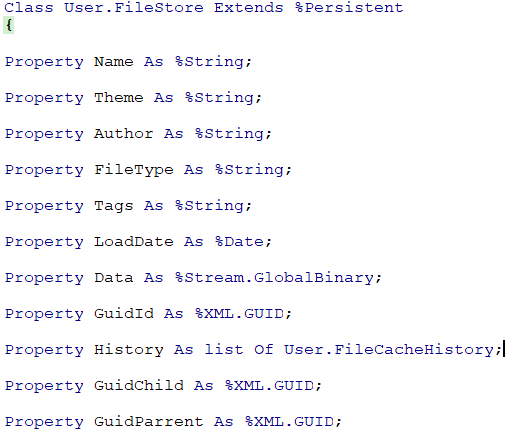 Class User.FileStore Extends %Persistent
{
Property Name As %String;
Property Theme As %String;
Property Author As %String;
Property FileType As %String;
Property Tags As %String;
Property LoadDate As %Date;
Property Data As %Stream.GlobalBinary;
Property GuidId As %XML.GUID;
Property History As list Of User.FileCacheHistory;
Property GuidChild As %XML.GUID;
Property GuidParrent As %XML.GUID;